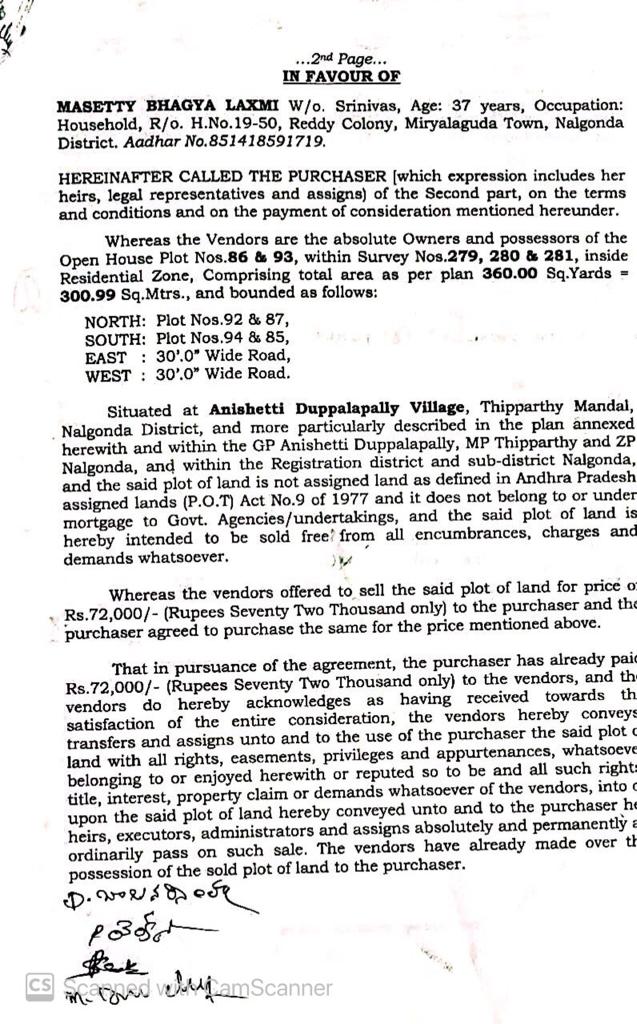 ...2nd Page...
IN FAVOUR OF
MASETTY BHAGYA LAXMI W/o. Srinivas, Age: 37 years, Occupation:
Household, R/o. H.No.19-50, Reddy Colony, Miryalaguda Town, Nalgonda
District. Aadhar No.851418591719.
HEREINAFTER CALLED THE PURCHASER [which expression includes her
heirs, legal representatives and assigns) of the Second part, on the terms
and conditions and on the payment of consideration mentioned hereunder.
Whereas the Vendors are the absolute Owners and possessors of the
Open House Plot Nos.86 & 93, within Survey Nos.279, 280 & 281, inside
Residential Zone, Comprising total area as per plan 360.00 Sq.Yards =
300.99 Sq.Mtrs., and bounded as follows:
NORTH: Plot Nos.92 & 87,
SOUTH: Plot Nos.94 & 85,
EAST : 30'.0" Wide Road,
WEST : 30'.0" Wide Road.
Situated at Anishetti Duppalapally Village, Thipparthy Mandal,
Nalgonda District, and more particularly described in the plan annexed
herewith and within the GP Anishetti Duppalapally, MP Thipparthy and ZP
Nalgonda, and within the Registration district and sub-district Nalgonda,
and the said plot of land is not assigned land as defined in Andhra Pradesh
assigned lands (P.O.T) Act No.9 of 1977 and it does not belong to or under
mortgage to Govt. Agencies/undertakings, and the said plot of land is
hereby intended to be sold free from all encumbrances, charges and
demands whatsoever.
Whereas the vendors offered to sell the said plot of land for price o
Rs.72,000/- (Rupees Seventy Two Thousand only) to the purchaser and the
purchaser agreed to purchase the same for the price mentioned above.
That in pursuance of the agreement, the purchaser has already paid
Rs.72,000/- (Rupees Seventy Two Thousand only) to the vendors, and th
vendors do hereby acknowledges as having received towards th
satisfaction of the entire consideration, the vendors hereby conveys
transfers and assigns unto and to the use of the purchaser the said plot o
land with all rights, easements, privileges and appurtenances, whatsoeve
belonging to or enjoyed herewith or reputed so to be and all such right
title, interest, property claim or demands whatsoever of the vendors, into o
upon the said plot of land hereby conveyed unto and to the purchaser he
heirs, executors, administrators and assigns absolutely and permanently a
ordinarily pass on such sale. The vendors have already made over th
possession of the sold plot of land to the purchaser.
CS Scanned with CamScanner